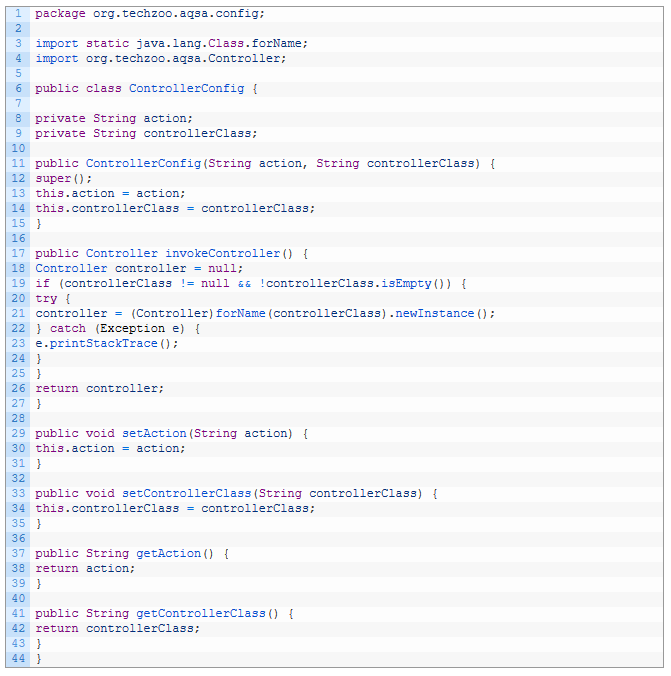 1 package org.techzoo.aqsa.config;
2
3 import static java.lang.Class.forName;
4 import org.techzoo.aqsa.Controller;
5
6 public class ControllerConfig {
7
8 private String action;
9 private String controllerClass;
10
11 public ControllerConfig(String action, String controllerClass) {
12 super();
13 this.action = action;
14 this.controllerClass = controllerClass;
15 }
16
17 public Controller invokeController() {
18 Controller controller = null;
19 if (controllerClass != null && !controllerClass.isEmpty()) {
20 try {
21 controller = (Controller)forName(controllerClass).newInstance();
22 } catch (Exception e) {
23 e.printStackTrace();
24 }
25 }
26 return controller;
27 }
28
29 public void setAction(String action) {
30 this.action = action;
31 }
32
33 public void setControllerClass(String controllerClass) {
34 this.controllerClass = controllerClass;
35 }
36
37 public String getAction() {
38 return action;
39 }
40
41 public String getControllerClass() {
42 return controllerClass;
43 }
44 }